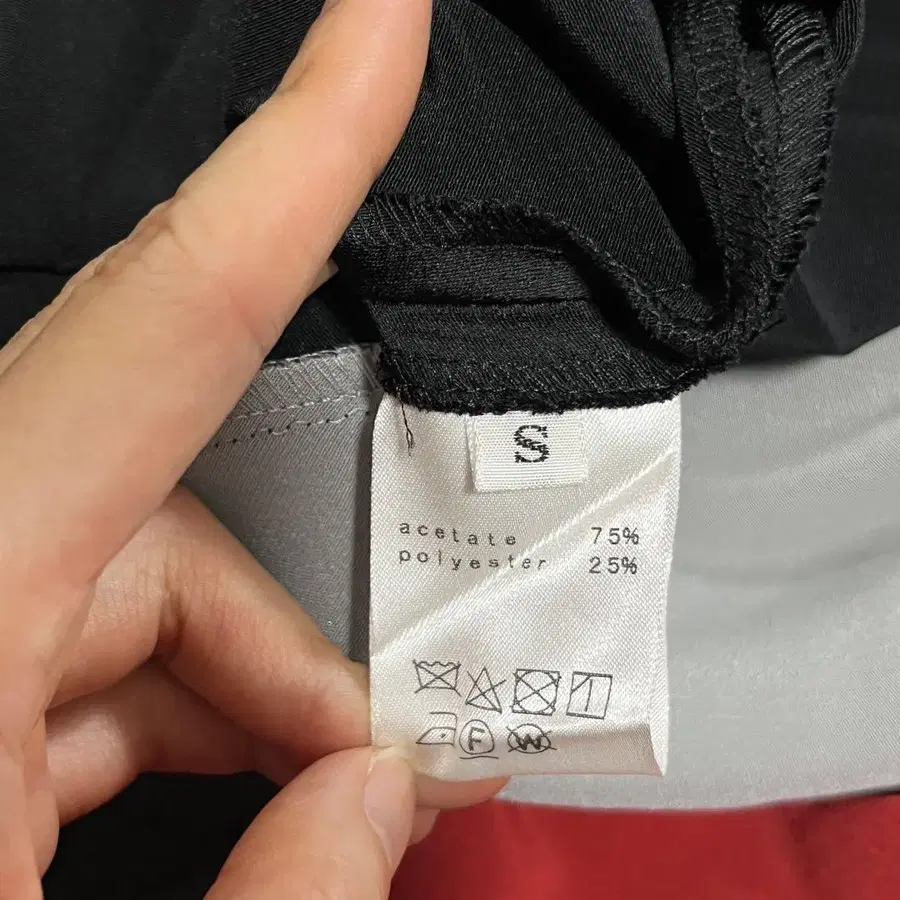 S
acetate 75%
polyester 25%
F W